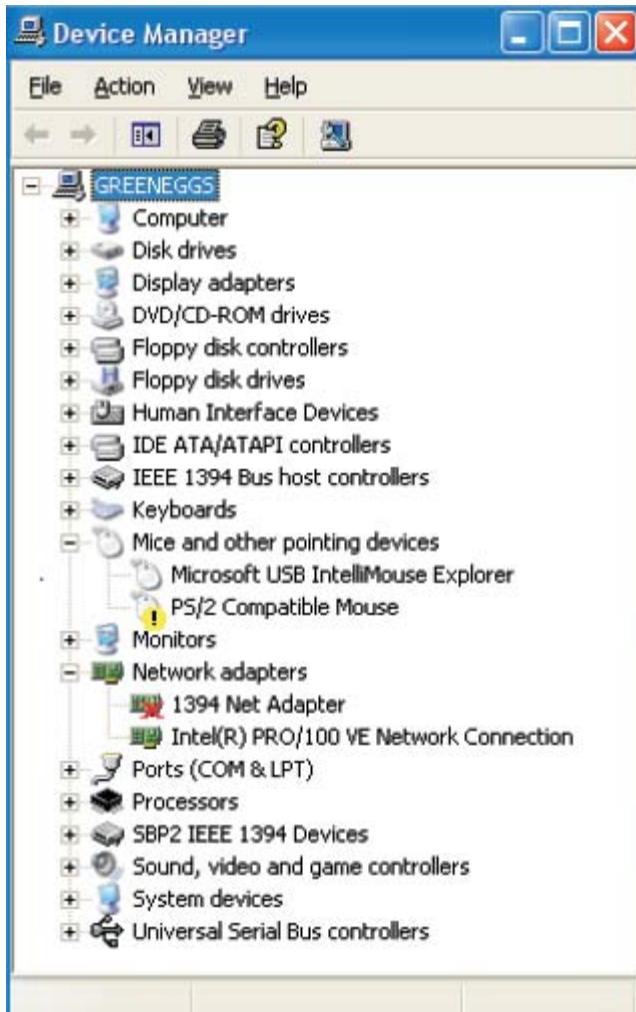 Device Manager
File Action View Help
GREENEGGS
Computer
Disk drives
Display adapters
DVD/CD-ROM drives
Floppy disk controllers
Floppy disk drives
Human Interface Devices
IDE ATA/ATAPI controllers
IEEE 1394 Bus host controllers
Keyboards
Mice and other pointing devices
Microsoft USB IntelliMouse Explorer
PS/2 Compatible Mouse
Monitors
Network adapters
1394 Net Adapter
Intel(R) PRO/100 VE Network Connection
Ports (COM & LPT)
Processors
SBP2 IEEE 1394 Devices
Sound, video and game controllers
System devices
Universal Serial Bus controllers